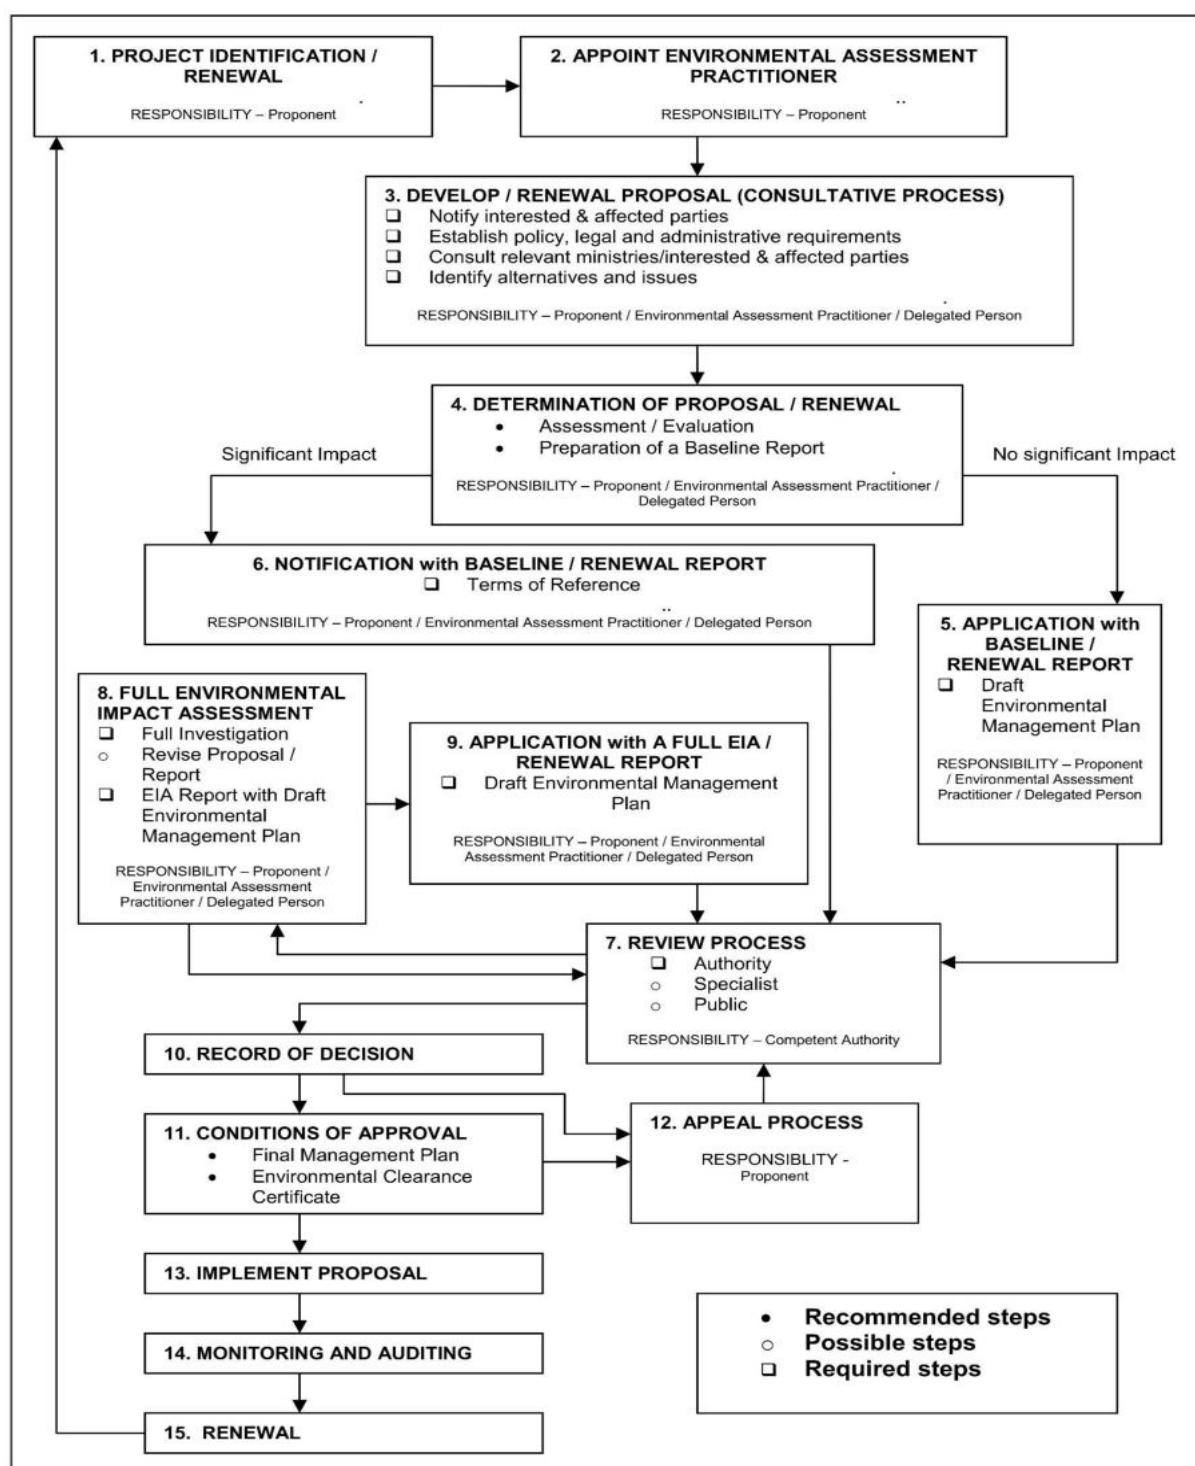 1. PROJECT IDENTIFICATION /
RENEWAL
RESPONSIBILITY – Proponent
2. APPOINT ENVIRONMENTAL ASSESSMENT
PRACTITIONER
RESPONSIBILITY – Proponent
3. DEVELOP / RENEWAL PROPOSAL (CONSULTATIVE PROCESS)
❑ Notify interested & affected parties
❑ Establish policy, legal and administrative requirements
❑ Consult relevant ministries/interested & affected parties
❑ Identify alternatives and issues
RESPONSIBILITY – Proponent / Environmental Assessment Practitioner / Delegated Person
4. DETERMINATION OF PROPOSAL / RENEWAL
• Assessment / Evaluation
• Preparation of a Baseline Report
RESPONSIBILITY – Proponent / Environmental Assessment Practitioner /
Delegated Person
Significant Impact
No significant Impact
6. NOTIFICATION with BASELINE / RENEWAL REPORT
❑ Terms of Reference
RESPONSIBILITY – Proponent / Environmental Assessment Practitioner / Delegated Person
5. APPLICATION with
BASELINE /
RENEWAL REPORT
❑ Draft
Environmental
Management Plan
RESPONSIBILITY – Proponent
/ Environmental Assessment
Practitioner / Delegated Person
8. FULL ENVIRONMENTAL
IMPACT ASSESSMENT
❑ Full Investigation
○ Revise Proposal /
Report
❑ EIA Report with Draft
Environmental
Management Plan
RESPONSIBILITY – Proponent /
Environmental Assessment
Practitioner / Delegated Person
9. APPLICATION with A FULL EIA /
RENEWAL REPORT
❑ Draft Environmental Management
Plan
RESPONSIBILITY – Proponent / Environmental
Assessment Practitioner / Delegated Person
7. REVIEW PROCESS
❑ Authority
○ Specialist
○ Public
RESPONSIBILITY – Competent Authority
10. RECORD OF DECISION
11. CONDITIONS OF APPROVAL
• Final Management Plan
• Environmental Clearance
Certificate
12. APPEAL PROCESS
RESPONSIBLITY -
Proponent
13. IMPLEMENT PROPOSAL
14. MONITORING AND AUDITING
15. RENEWAL
• Recommended steps
○ Possible steps
❑ Required steps